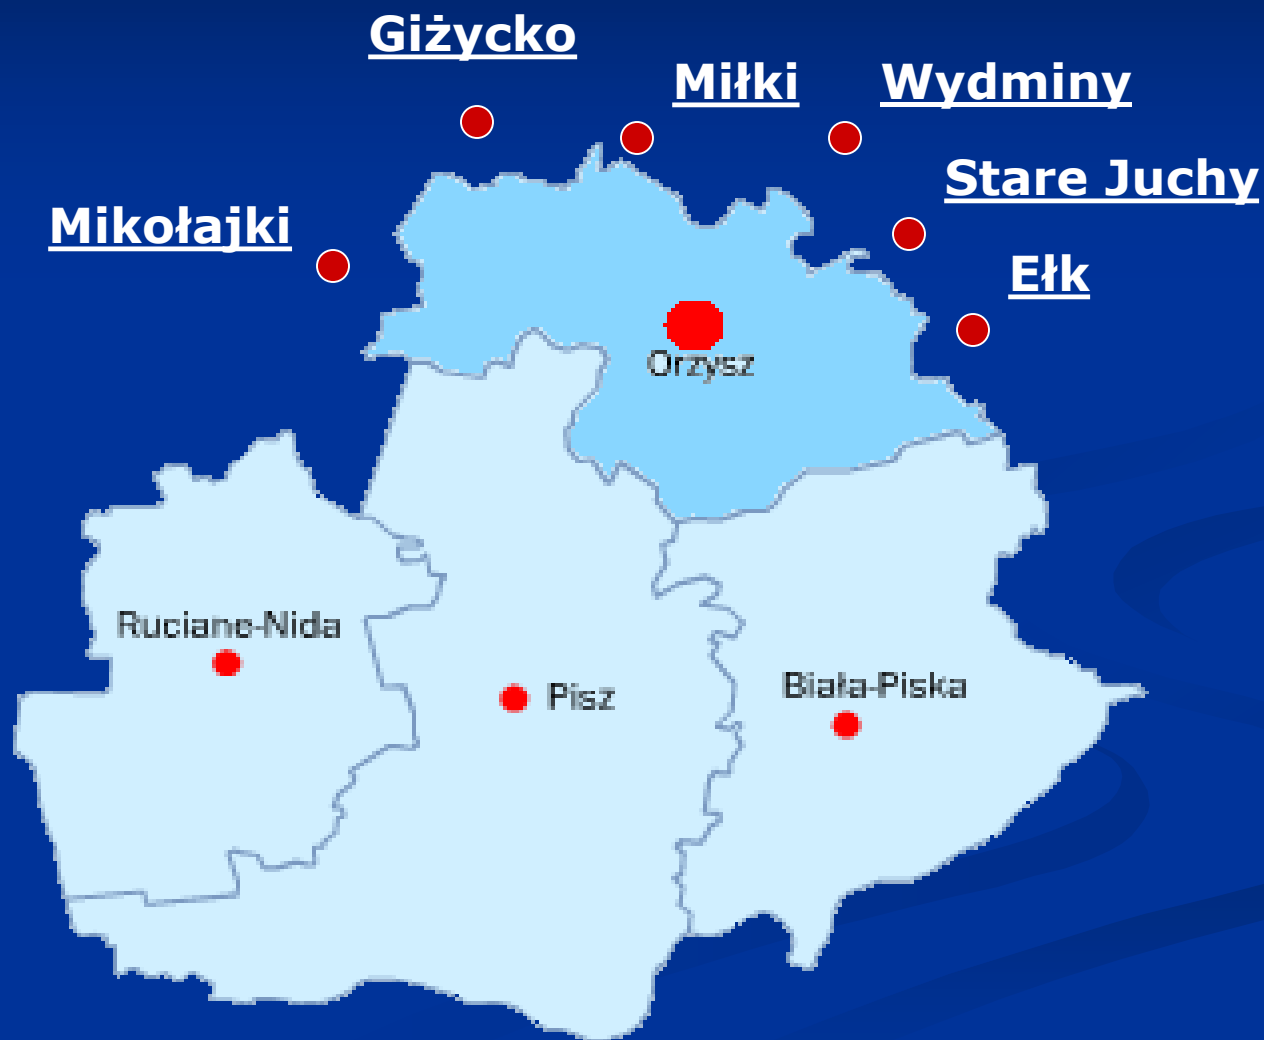 Giżycko
Miłki
Wydminy
Stare Juchy
Mikołajki
Ełk
Orzysz
Ruciane-Nida
Pisz
Biała-Piska